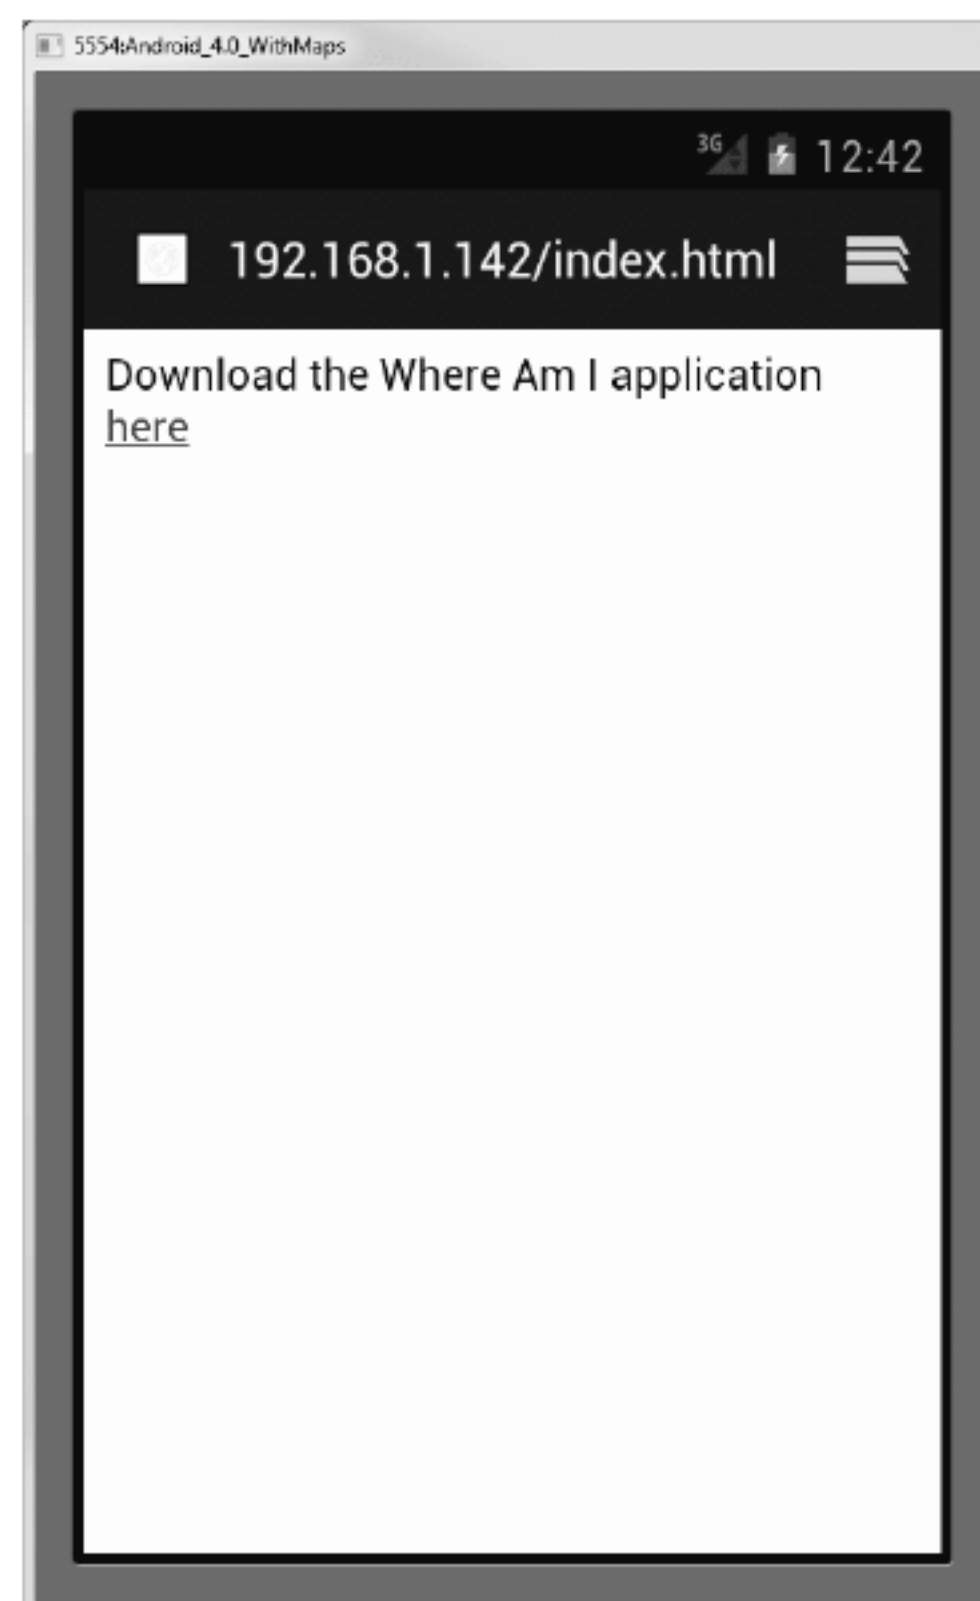 5554:Android_4.0_WithMaps
3G 12:42
192.168.1.142/index.html
Download the Where Am I application
here